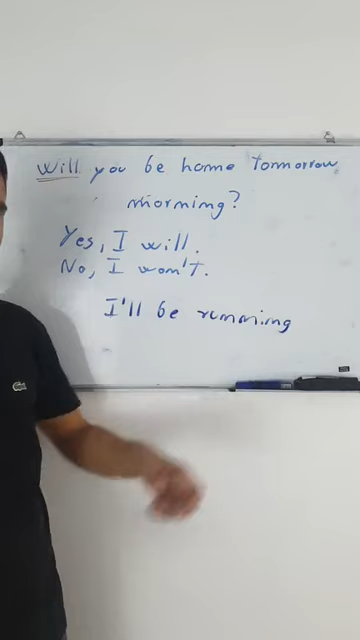 Will you be home tomorrow
morning?
Yes, I will.
No, I won't.
I'll be running